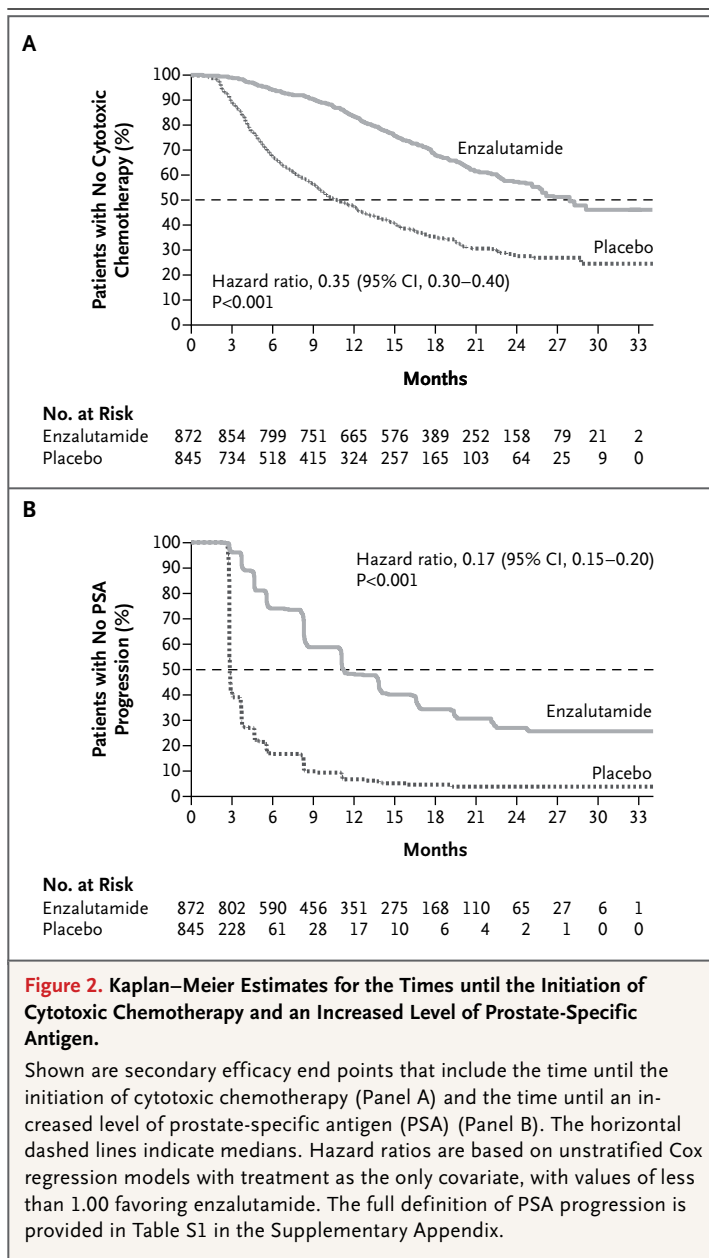 A
Patients with No Cytotoxic
Chemotherapy (%)
100
90
80
70
60
50
40
30
20
10
0
Enzalutamide
Placebo
Hazard ratio, 0.35 (95% CI, 0.30–0.40)
P<0.001
0 3 6 9 12 15 18 21 24 27 30 33
Months
No. at Risk
Enzalutamide 872 854 799 751 665 576 389 252 158 79 21 2
Placebo 845 734 518 415 324 257 165 103 64 25 9 0
B
Patients with No PSA
Progression (%)
100
90
80
70
60
50
40
30
20
10
0
Hazard ratio, 0.17 (95% CI, 0.15–0.20)
P<0.001
Enzalutamide
Placebo
0 3 6 9 12 15 18 21 24 27 30 33
Months
No. at Risk
Enzalutamide 872 802 590 456 351 275 168 110 65 27 6 1
Placebo 845 228 61 28 17 10 6 4 2 1 0 0
Figure 2. Kaplan–Meier Estimates for the Times until the Initiation of
Cytotoxic Chemotherapy and an Increased Level of Prostate-Specific
Antigen.
Shown are secondary efficacy end points that include the time until the
initiation of cytotoxic chemotherapy (Panel A) and the time until an in-
creased level of prostate-specific antigen (PSA) (Panel B). The horizontal
dashed lines indicate medians. Hazard ratios are based on unstratified Cox
regression models with treatment as the only covariate, with values of less
than 1.00 favoring enzalutamide. The full definition of PSA progression is
provided in Table S1 in the Supplementary Appendix.